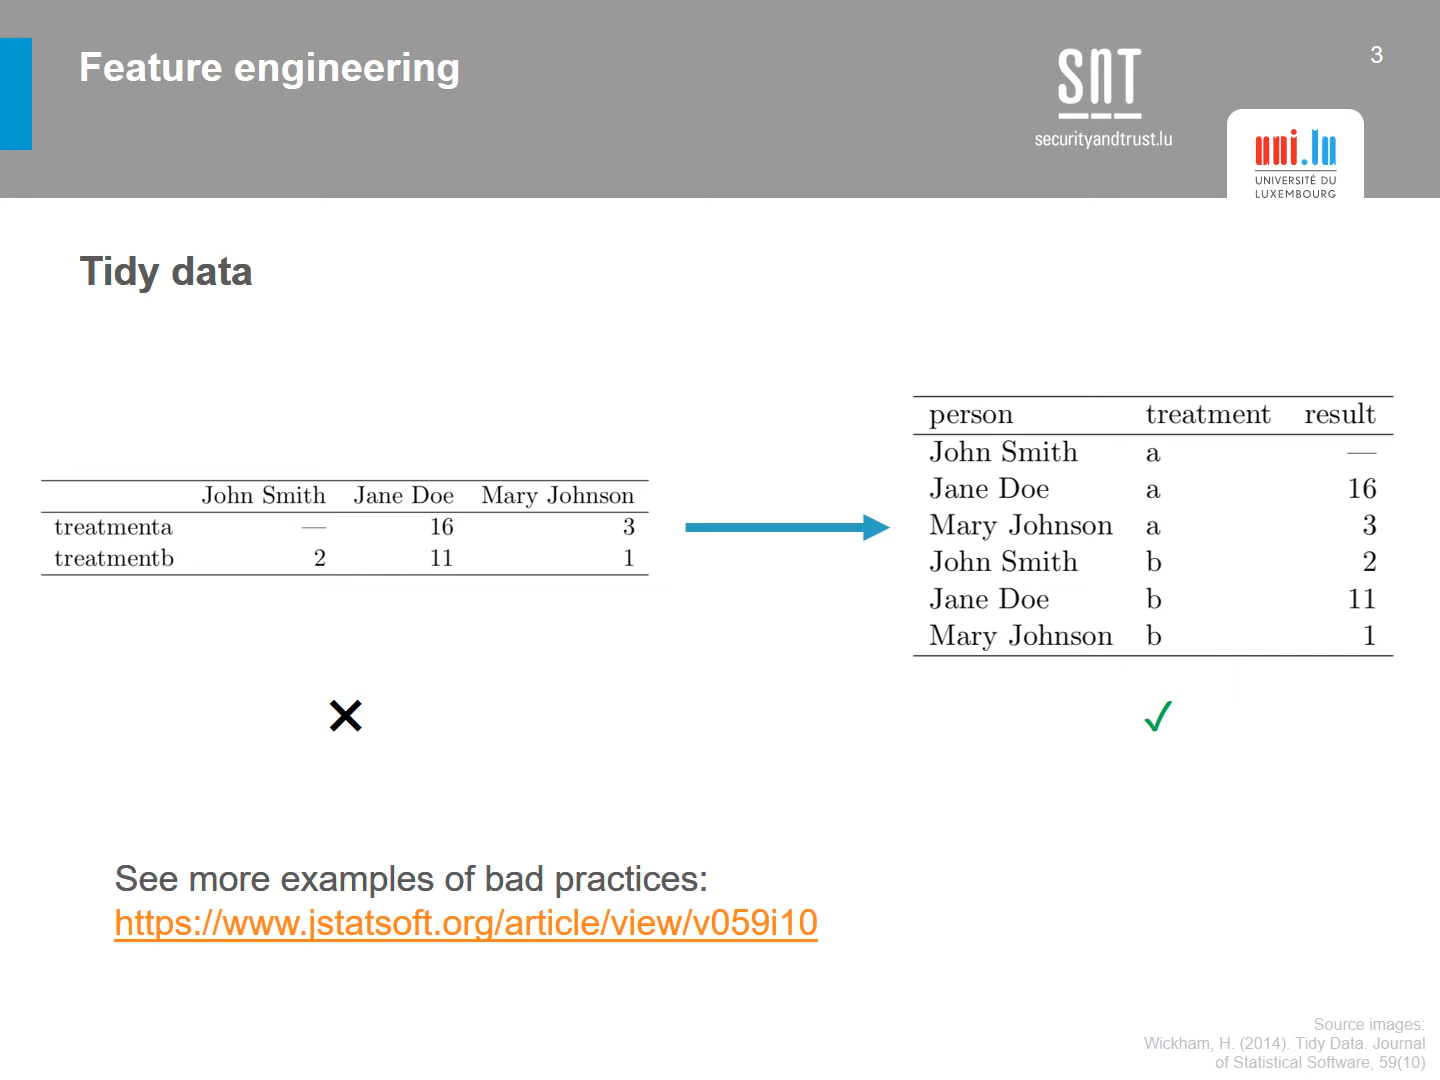 Feature engineering
SnT
securityandtrust.lu
3
uni.lu
UNIVERSITÉ DU
LUXEMBOURG
Tidy data
John Smith Jane Doe Mary Johnson
treatmenta — 16 3
treatmentb 2 11 1
person treatment result
John Smith a —
Jane Doe a 16
Mary Johnson a 3
John Smith b 2
Jane Doe b 11
Mary Johnson b 1
See more examples of bad practices:
https://www.jstatsoft.org/article/view/v059i10
Source images:
Wickham, H. (2014). Tidy Data. Journal
of Statistical Software, 59(10)